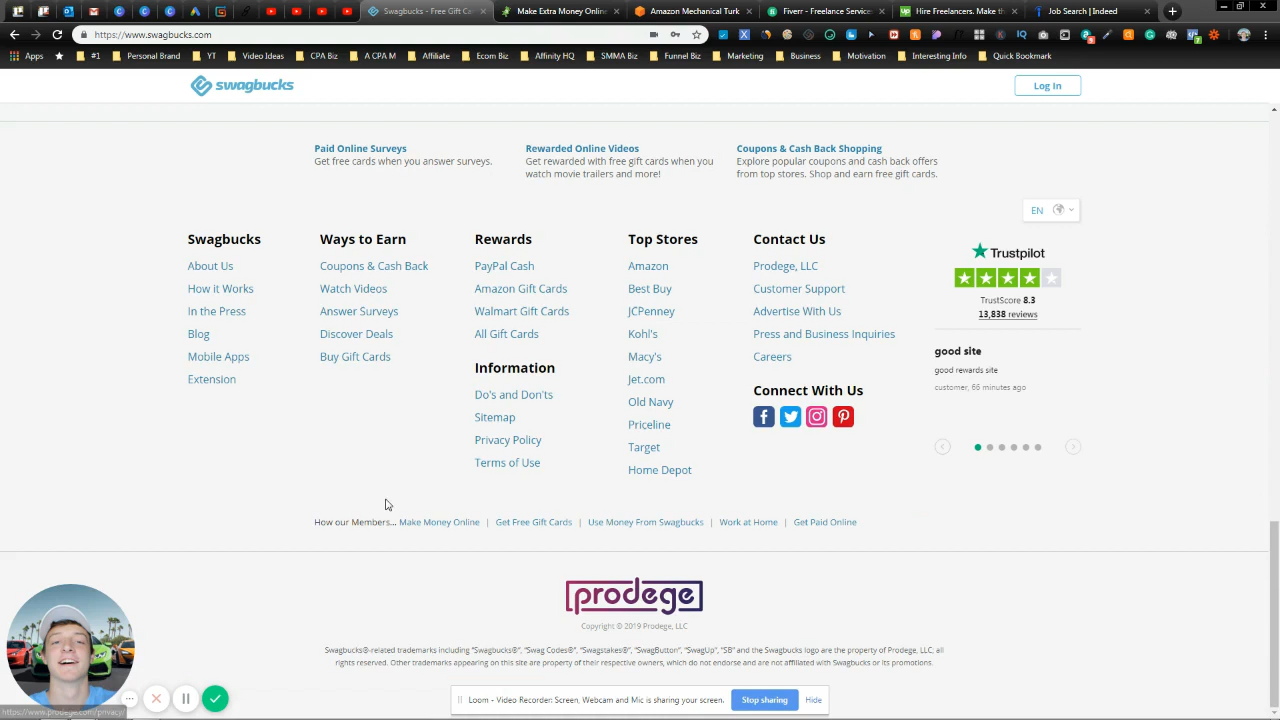 Swagbucks - Free Gift Car
Make Extra Money Online
Amazon Mechanical Turk
Fiverr - Freelance Service
Hire Freelancers. Make th
Job Search | Indeed
https://www.swagbucks.com
Apps
#1
Personal Brand
YT
Video Ideas
CPA Biz
A CPA M
Affiliate
Ecom Biz
Affinity HQ
SMMA Biz
Funnel Biz
Marketing
Business
Motivation
Interesting Info
Quick Bookmark
swagbucks
Log In
Paid Online Surveys
Get free cards when you answer surveys.
Rewarded Online Videos
Get rewarded with free gift cards when you
watch movie trailers and more!
Coupons & Cash Back Shopping
Explore popular coupons and cash back offers
from top stores. Shop and earn free gift cards.
EN
Swagbucks
About Us
How it Works
In the Press
Blog
Mobile Apps
Extension
Ways to Earn
Coupons & Cash Back
Watch Videos
Answer Surveys
Discover Deals
Buy Gift Cards
Rewards
PayPal Cash
Amazon Gift Cards
Walmart Gift Cards
All Gift Cards
Information
Do's and Don'ts
Sitemap
Privacy Policy
Terms of Use
Top Stores
Amazon
Best Buy
JCPenney
Kohl's
Macy's
Jet.com
Old Navy
Priceline
Target
Home Depot
Contact Us
Prodege, LLC
Customer Support
Advertise With Us
Press and Business Inquiries
Careers
Connect With Us
Trustpilot
TrustScore 8.3
13,838 reviews
good site
good rewards site
customer, 66 minutes ago
How our Members... Make Money Online | Get Free Gift Cards | Use Money From Swagbucks | Work at Home | Get Paid Online
prodege
Copyright © 2019 Prodege, LLC
Swagbucks®-related trademarks including "Swagbucks®", "Swag Codes®", "Swagstakes®", "SwagButton", "SwagUp", "SB" and the Swagbucks logo are the property of Prodege, LLC; all
rights reserved. Other trademarks appearing on this site are property of their respective owners, which do not endorse and are not affiliated with Swagbucks or its promotions.
Loom - Video Recorder: Screen, Webcam and Mic is sharing your screen.
Stop sharing
Hide
https://www.prodege.com/privacy/